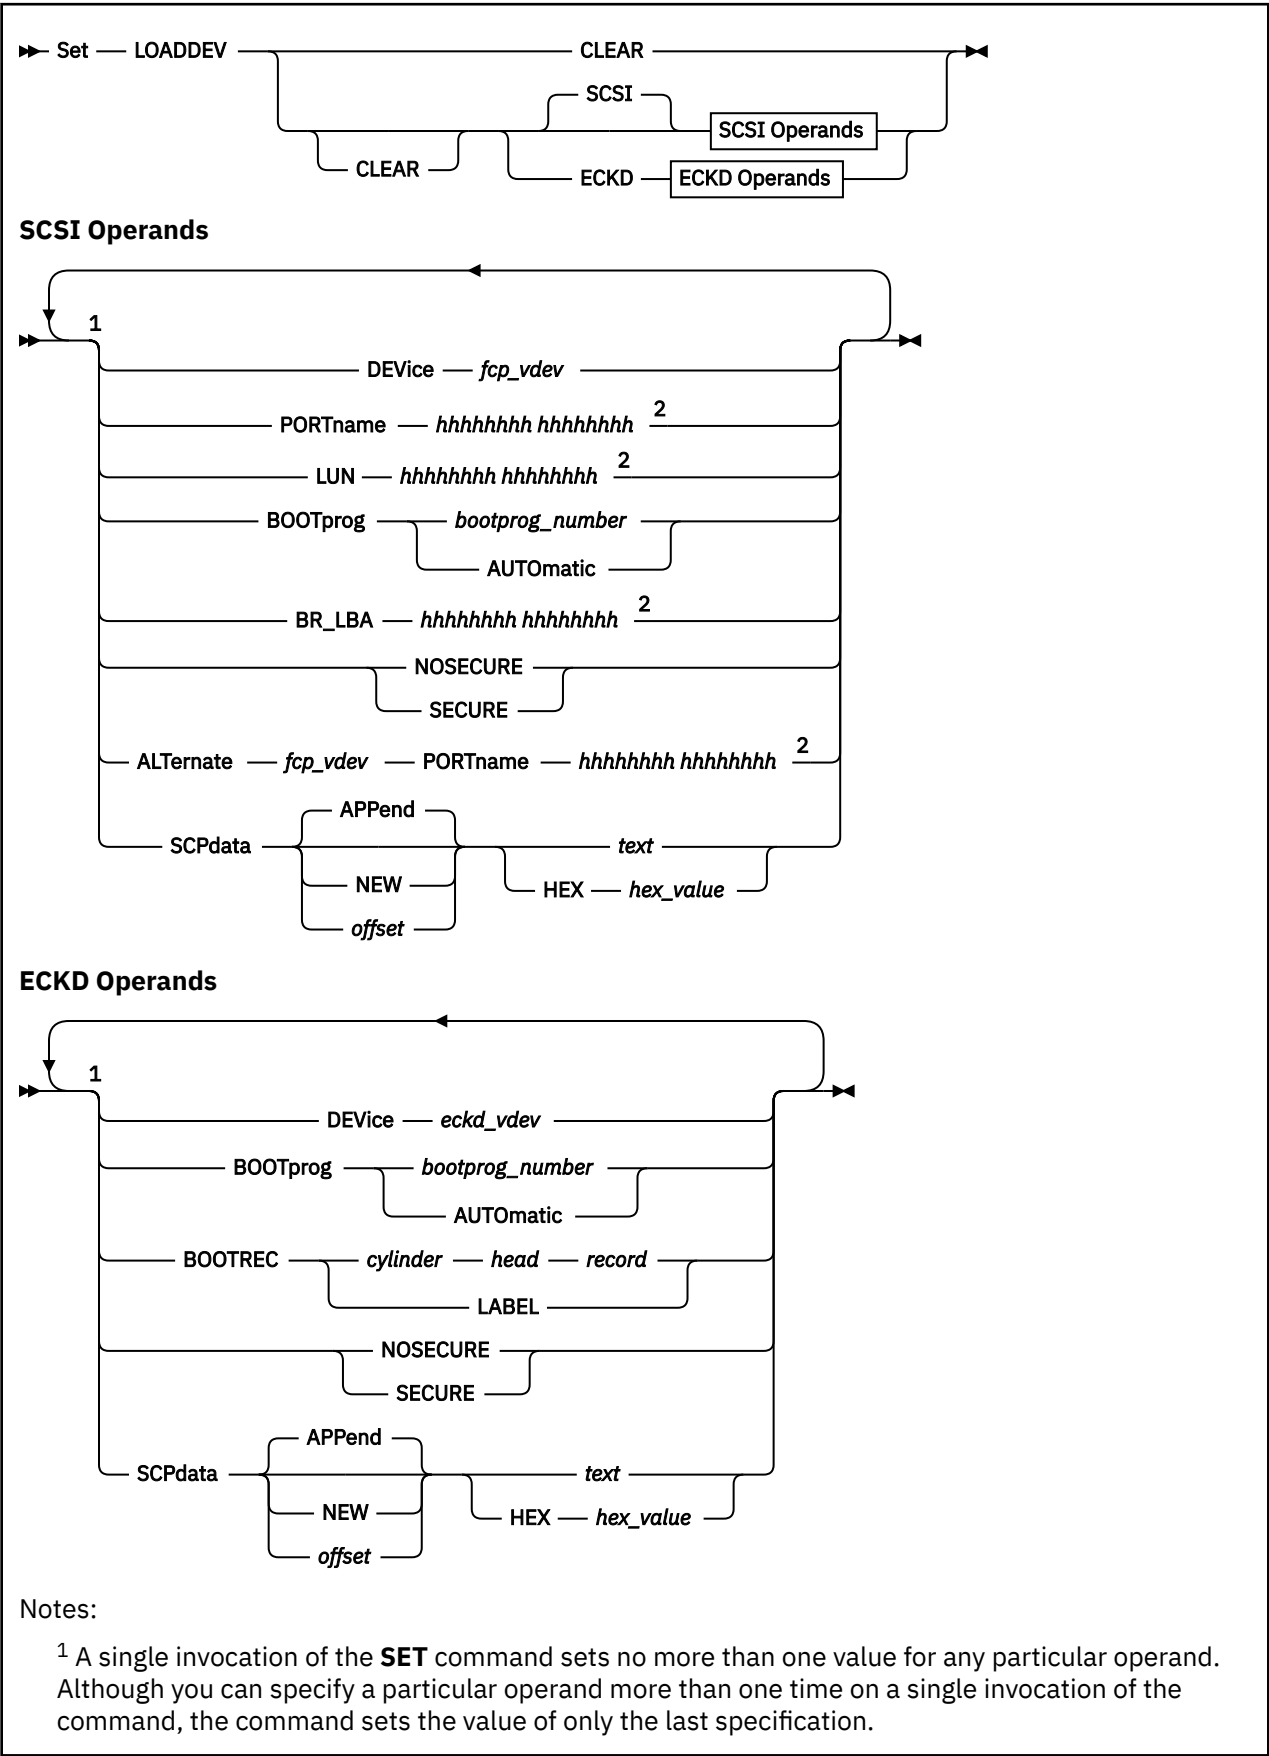 Set LOADDEV CLEAR
SCSI
SCSI Operands
CLEAR
ECKD ECKD Operands
SCSI Operands
1
DEVice fcp_vdev
PORTname hhhhhhhh hhhhhhhh 2
LUN hhhhhhhh hhhhhhhh 2
BOOTprog bootprog_number
AUTOmatic
BR_LBA hhhhhhhh hhhhhhhh 2
NOSECURE
SECURE
ALTernate fcp_vdev PORTname hhhhhhhh hhhhhhhh 2
APPend
SCPdata text
NEW HEX hex_value
offset
ECKD Operands
1
DEVice eckd_vdev
BOOTprog bootprog_number
AUTOmatic
BOOTREC cylinder head record
LABEL
NOSECURE
SECURE
APPend
SCPdata text
NEW HEX hex_value
offset
Notes:
1 A single invocation of the SET command sets no more than one value for any particular operand.
Although you can specify a particular operand more than one time on a single invocation of the
command, the command sets the value of only the last specification.